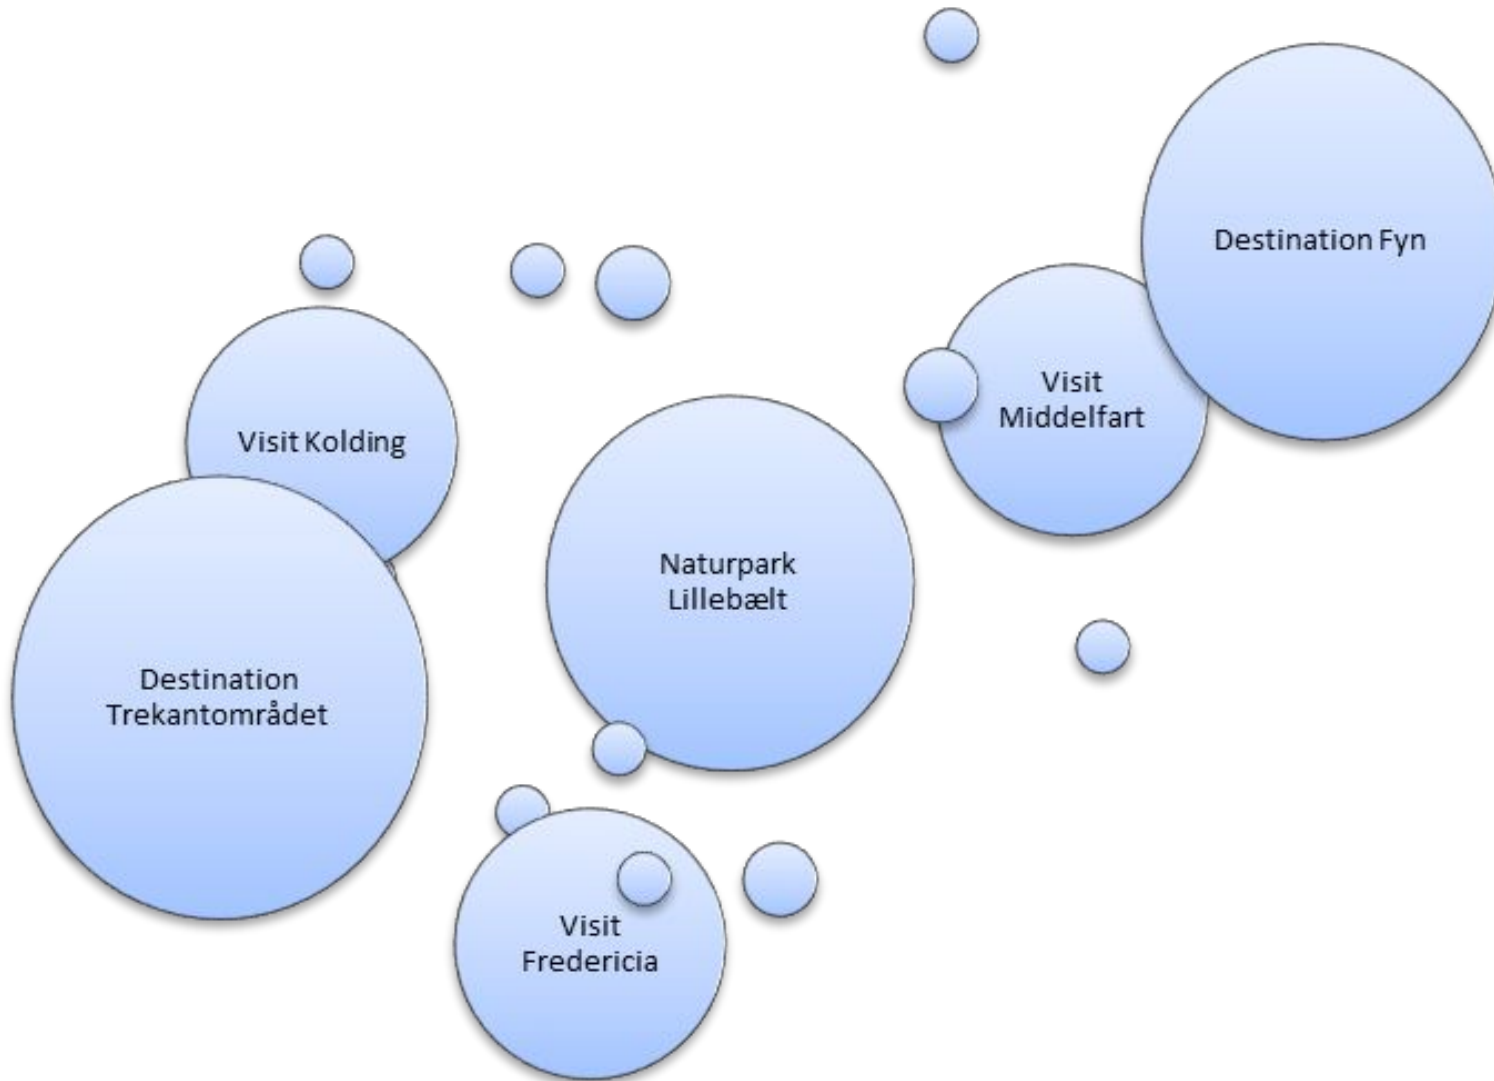 Destination Fyn
Visit
Middelfart
Visit Kolding
Naturpark
Lillebælt
Destination
Trekantområdet
Visit
Fredericia